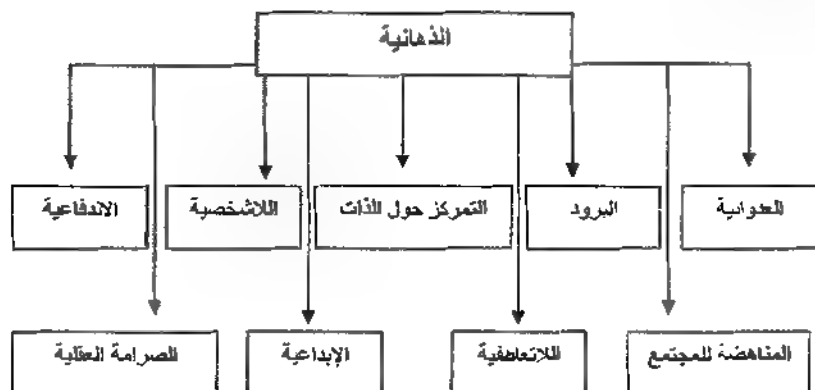 الذهانية
العدوانية
البرود
التمركز حول الذات
اللاشخصية
الاندفاعية
المناهضة للمجتمع
اللاتعاطفية
الإبداعية
الصرامة العقلية